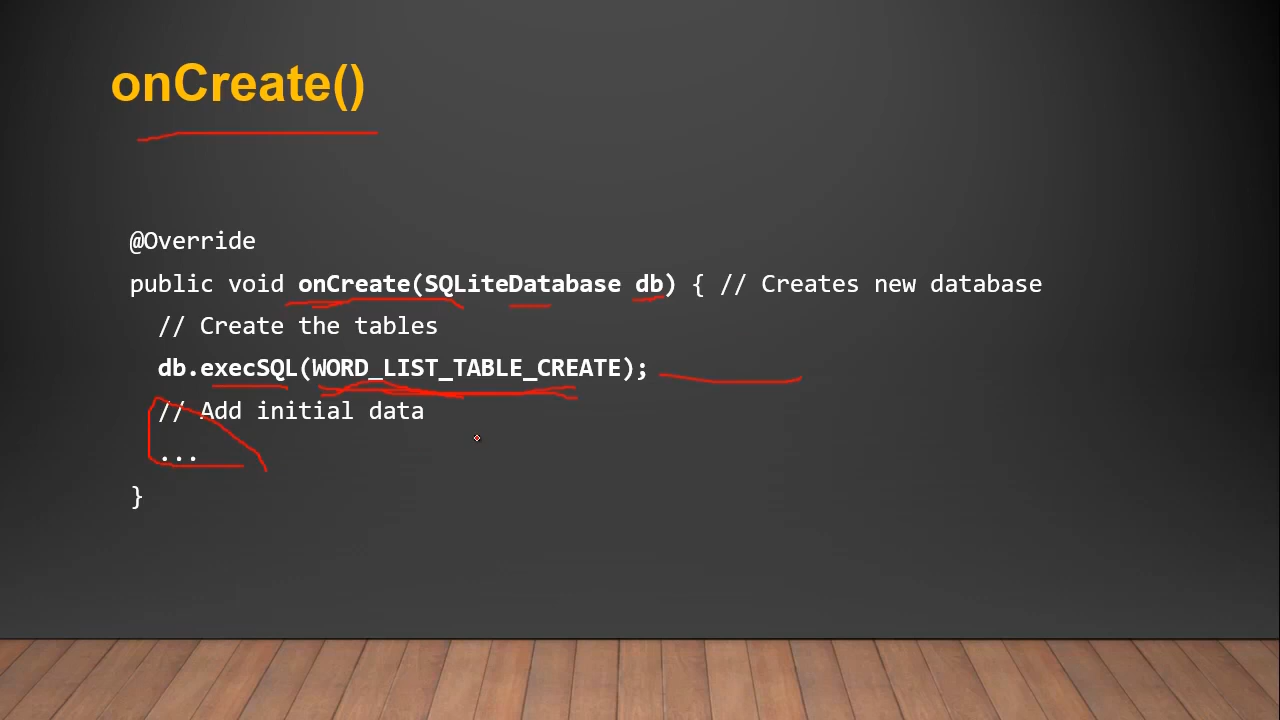 onCreate()
@Override
public void onCreate(SQLiteDatabase db) { // Creates new database
// Create the tables
db.execSQL(WORD_LIST_TABLE_CREATE);
// Add initial data
...
}